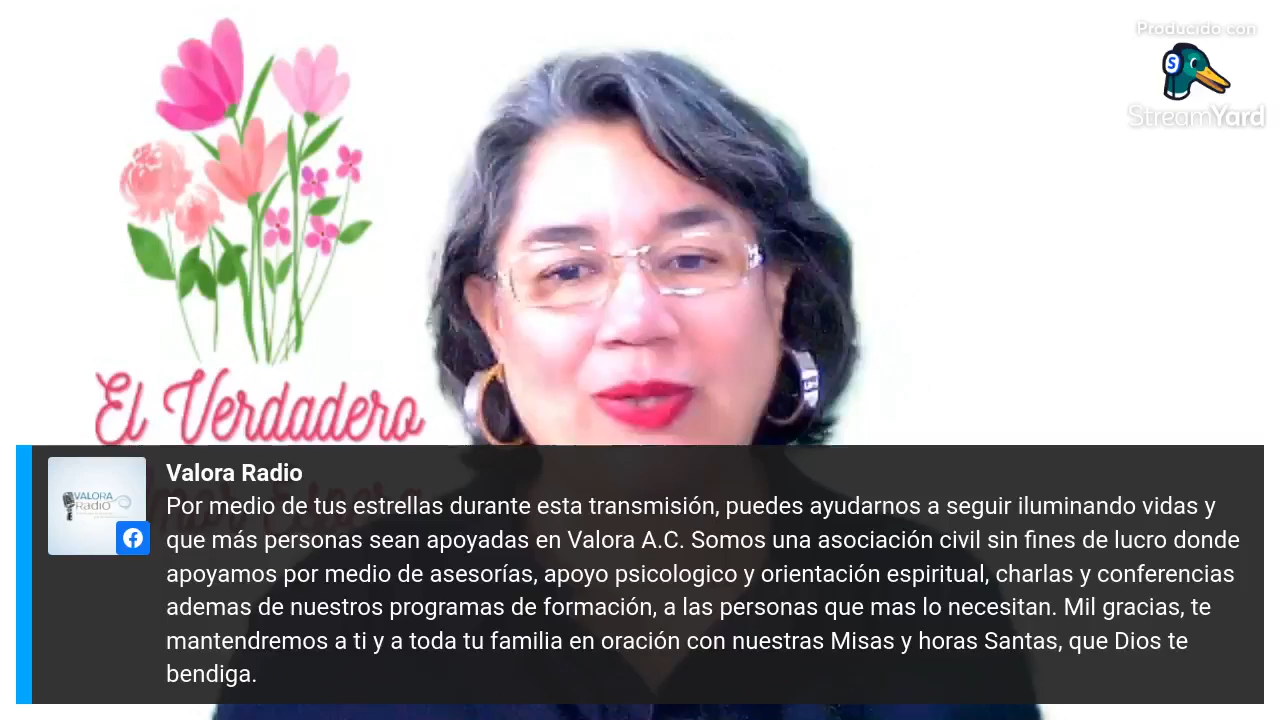 Producido con
S
StreamYard
El Verdadero
VALORA
RADIO
Valora Radio
Por medio de tus estrellas durante esta transmisión, puedes ayudarnos a seguir iluminando vidas y
que más personas sean apoyadas en Valora A.C. Somos una asociación civil sin fines de lucro donde
apoyamos por medio de asesorías, apoyo psicologico y orientación espiritual, charlas y conferencias
ademas de nuestros programas de formación, a las personas que mas lo necesitan. Mil gracias, te
mantendremos a ti y a toda tu familia en oración con nuestras Misas y horas Santas, que Dios te
bendiga.